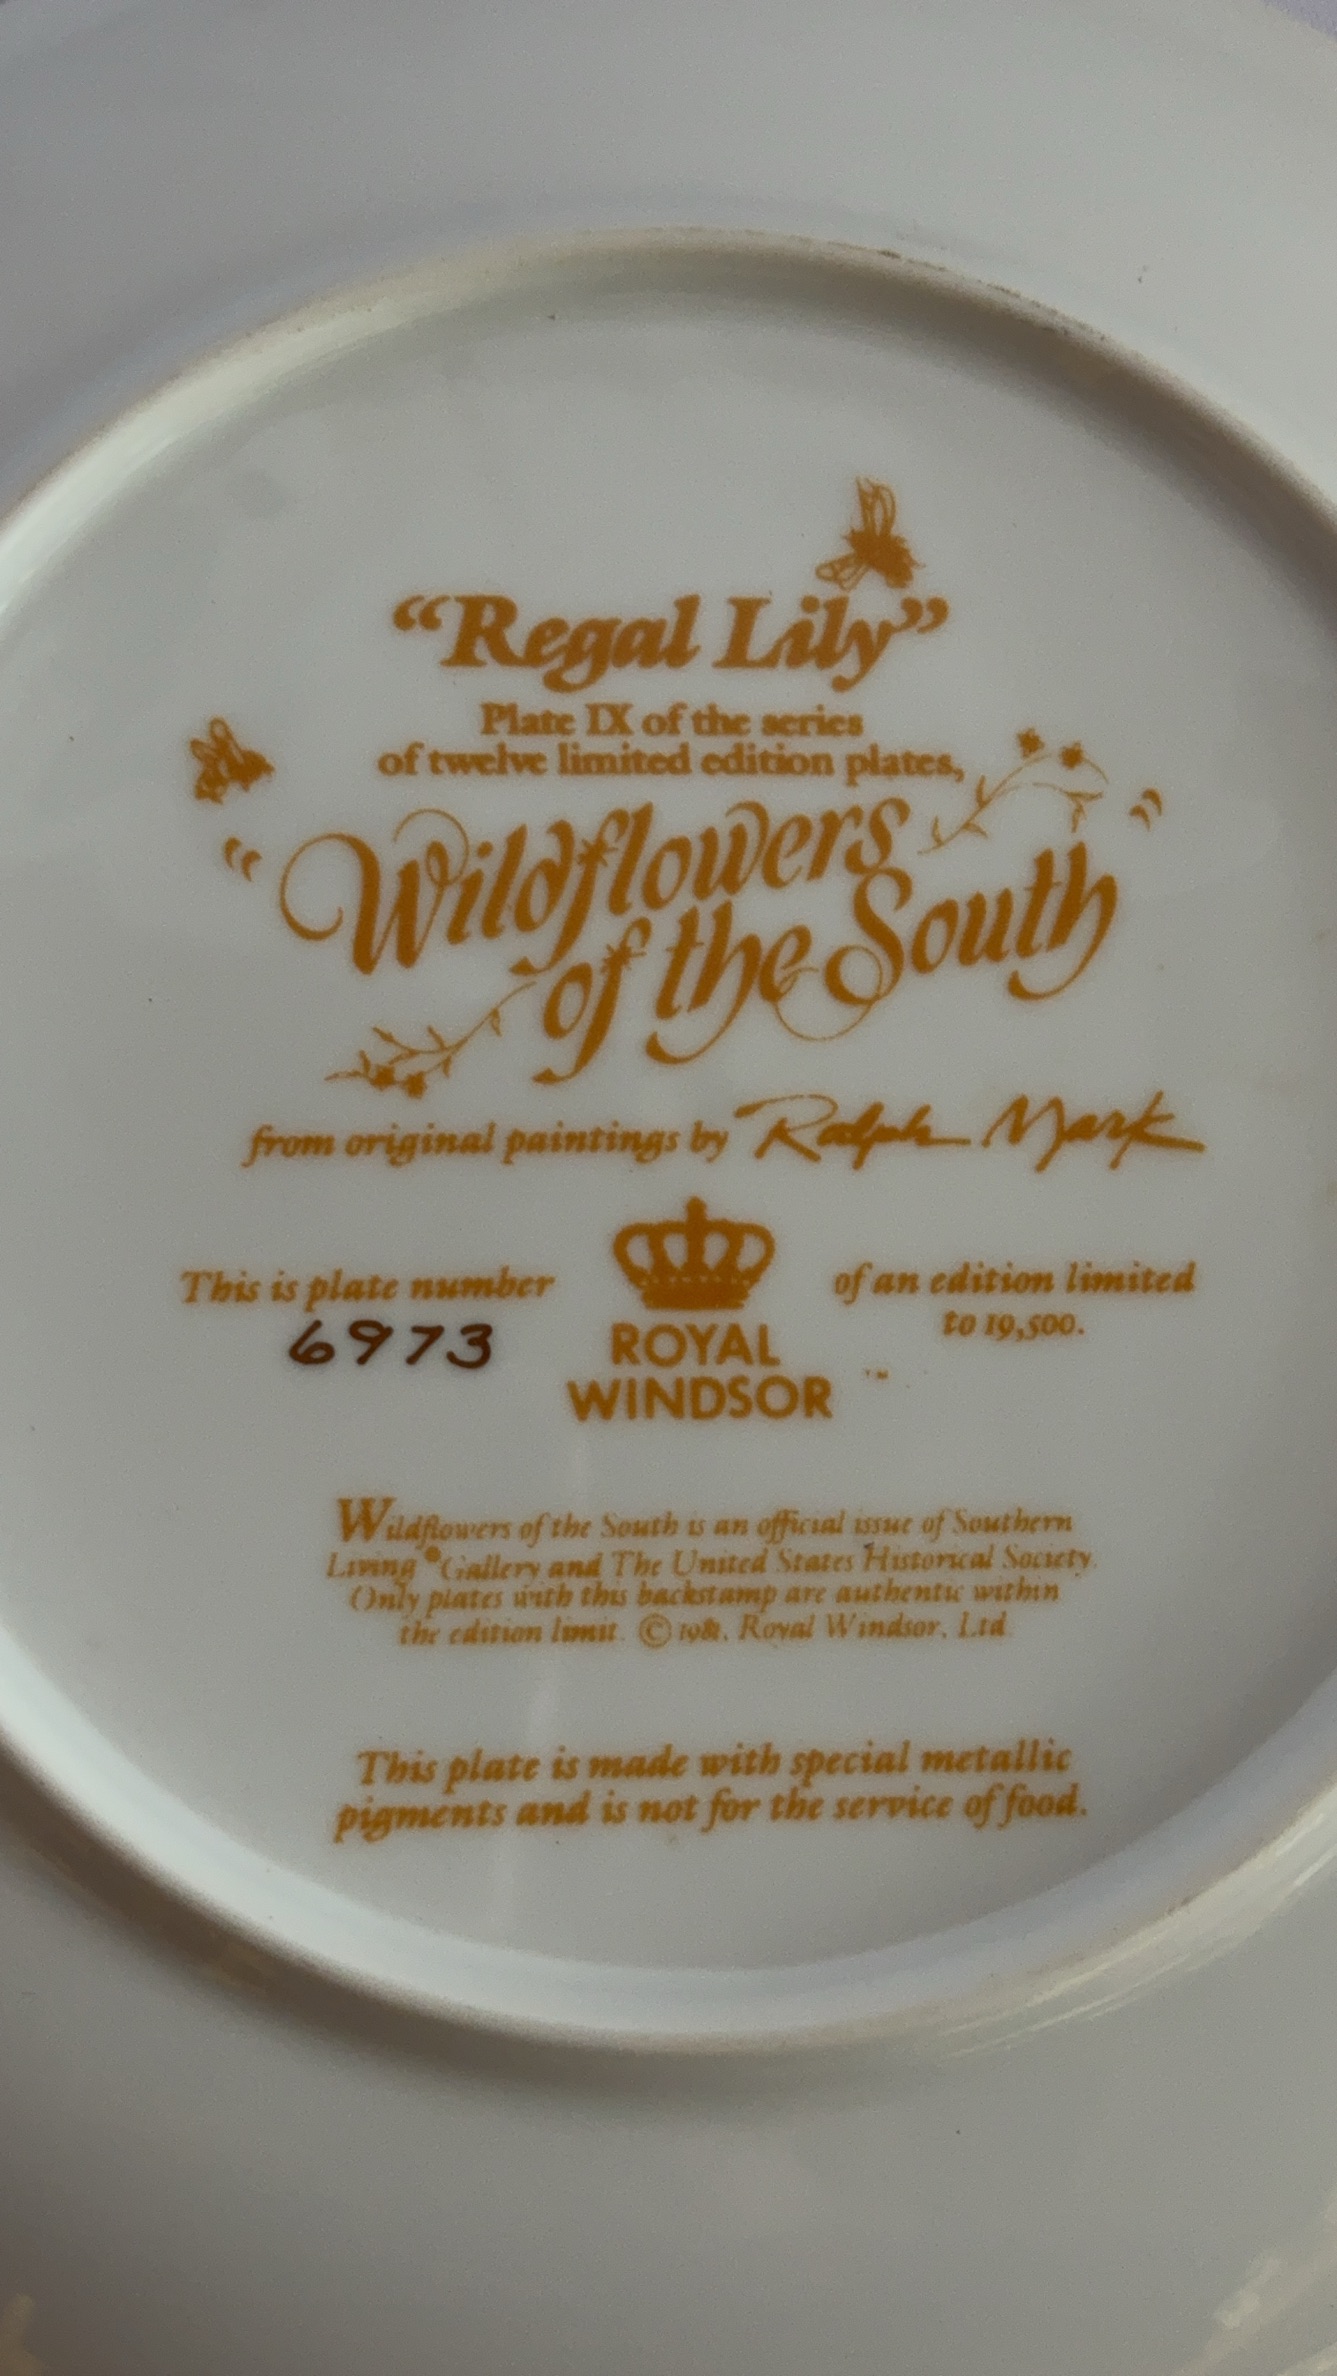 “Regal Lily”
Plate IX of the series
of twelve limited edition plates,
“Wildflowers
of the South”
from original paintings by Ralph Mark
This is plate number
6973
ROYAL
WINDSOR ™
of an edition limited
to 19,500.
Wildflowers of the South is an official issue of Southern
Living ® Gallery and The United States Historical Society.
Only plates with this backstamp are authentic within
the edition limit. © 1981, Royal Windsor, Ltd.
This plate is made with special metallic
pigments and is not for the service of food.